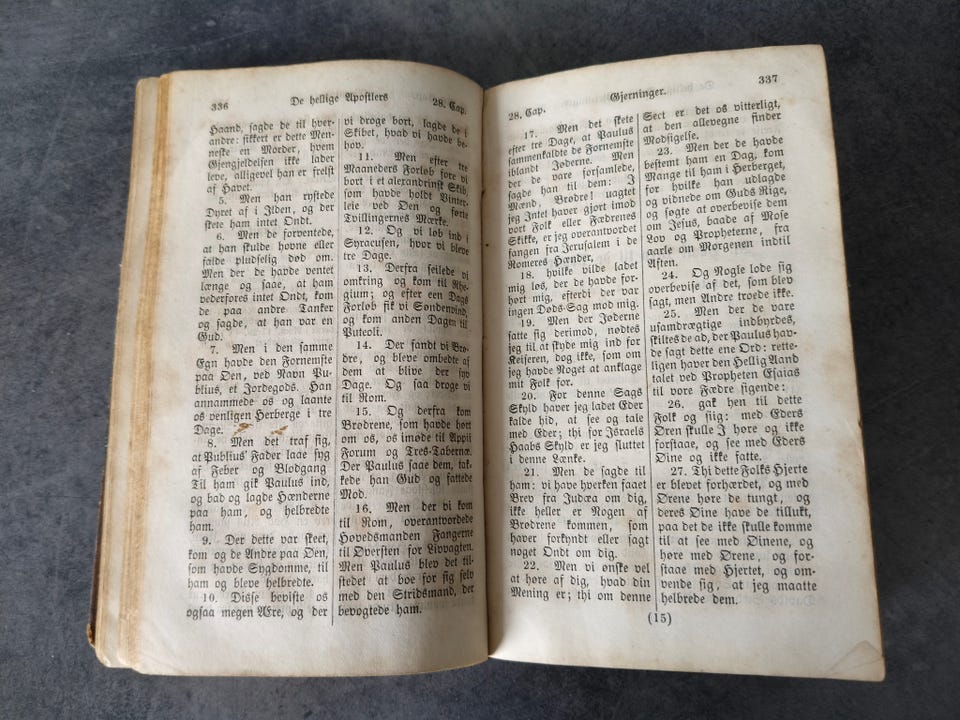 336
De hellige Apostlers
28. Cap.
Haand, sagde de til hver-
andre: sikkert er dette Men-
neske en Morder, hvem
Gjengjeldelsen ikke lader
leve, alligevel han er frelst
af Havet.
5. Men han rystede
Dyret af i Ilden, og der
skete ham intet Ondt.
6. Men de forventede,
at han skulde hovne eller
falde pludselig død om.
Men der de havde ventet
længe og saae, at ham
vederfores intet Ondt, kom
de paa andre Tanker
og sagde, at han var en
Gud.
7. Men i den samme
Egn havde den Fornemste
paa Øen, ved Navn Pu-
blius, et Jordegods. Han
annammede os og laante
os venligen Herberge i tre
Dage.
8. Men det traf sig,
at Publius' Fader laae syg
af Feber og Blodgang
Til ham gik Paulus ind,
og bad og lagde Hænderne
paa ham, og helbredte
ham.
9. Der dette var skeet,
kom og de Andre paa Øen,
som havde Sygdomme, til
ham og bleve helbredte.
10. Disse beviste os
ogsaa megen Ære, og der
vi droge bort, lagde de i
Skibet, hvad vi havde be-
hov.
11. Men efter tre
Maaneders Forløb fore vi
bort i et alexandrinsk Skib,
som havde holdt Vinter-
leie ved Øen og førte
Tvillingernes Mærke.
12. Og vi løb ind i
Syracusen, hvor vi bleve
tre Dage.
13. Derfra seilede vi
omkring og kom til Rhe-
gium; og efter een Dags
Forløb fik vi Søndenvind,
og kom anden Dagen til
Puteoli.
14. Der fandt vi Brø-
dre, og bleve ombedte af
dem at blive der syv
Dage. Og saa droge vi
til Rom.
15. Og derfra kom
Brødrene, som havde hørt
om os, os imøde til Appii
Forum og Tres-Tabernæ.
Der Paulus saae dem, tak-
kede han Gud og fattede
Mod.
16. Men der vi kom
til Rom, overantvordede
Høvedsmanden Fangerne
til Øversten for Livvagten.
Men Paulus blev det til-
stedet at boe for sig selv
med den Stridsmand, der
bevogtede ham.
28. Cap.
Gjerninger.
337
17. Men det skete
efter tre Dage, at Paulus
sammenkaldte de Fornemste
iblandt Jøderne. Men
der de vare forsamlede,
sagde han til dem: I
Mænd, Brødre! uagtet
jeg Intet haver gjort imod
vort Folk eller Fædrenes
Skikke, er jeg overantvordet
fangen fra Jerusalem i de
Romeres Hænder,
18. hvilke vilde ladet
mig løs, der de havde for-
hørt mig, efterdi der var
ingen Døds-Sag mod mig.
19. Men der Jøderne
satte sig derimod, nødtes
jeg til at skyde mig ind for
Keiseren, dog ikke, som om
jeg havde Noget at anklage
mit Folk for.
20. For denne Sags
Skyld haver jeg ladet Eder
kalde hid, at see og tale
med Eder; thi for Israels
Haabs Skyld er jeg sluttet
i denne Lænke.
21. Men de sagde til
ham: vi have hverken faaet
Brev fra Judæa om dig,
ikke heller er Nogen af
Brødrene kommen, som
haver forkyndt eller sagt
noget Ondt om dig.
22. Men vi ønske vel
at høre af dig, hvad din
Mening er; thi om denne
Sect er det os vitterligt,
at den allevegne finder
Modsigelse.
23. Men der de havde
bestemt ham en Dag, kom
Mange til ham i Herberget,
for hvilke han udlagde
og vidnede om Guds Rige,
og søgte at overbevise dem
om Jesus, baade af Mose
Lov og Propheterne, fra
aarle om Morgenen indtil
Aften.
24. Og Nogle lode sig
overbevise af det, som blev
sagt, men Andre troede ikke.
25. Men der de vare
usamdrægtige indbyrdes,
skiltes de ad, der Paulus hav-
de sagt dette ene Ord: rette-
ligen haver den Hellig Aand
talet ved Propheten Esaias
til vore Fædre sigende:
26. gak hen til dette
Folk og siig: med Eders
Øren skulle I høre og ikke
forstaae, og see med Eders
Øine og ikke fatte.
27. Thi dette Folks Hjerte
er blevet forhærdet, og med
Ørene høre de tungt, og
deres Øine have de tillukt,
paa det de ikke skulle komme
til at see med Øinene, og
høre med Ørene, og for-
staae med Hjertet, og om-
vende sig, at jeg maatte
helbrede dem.
(15)